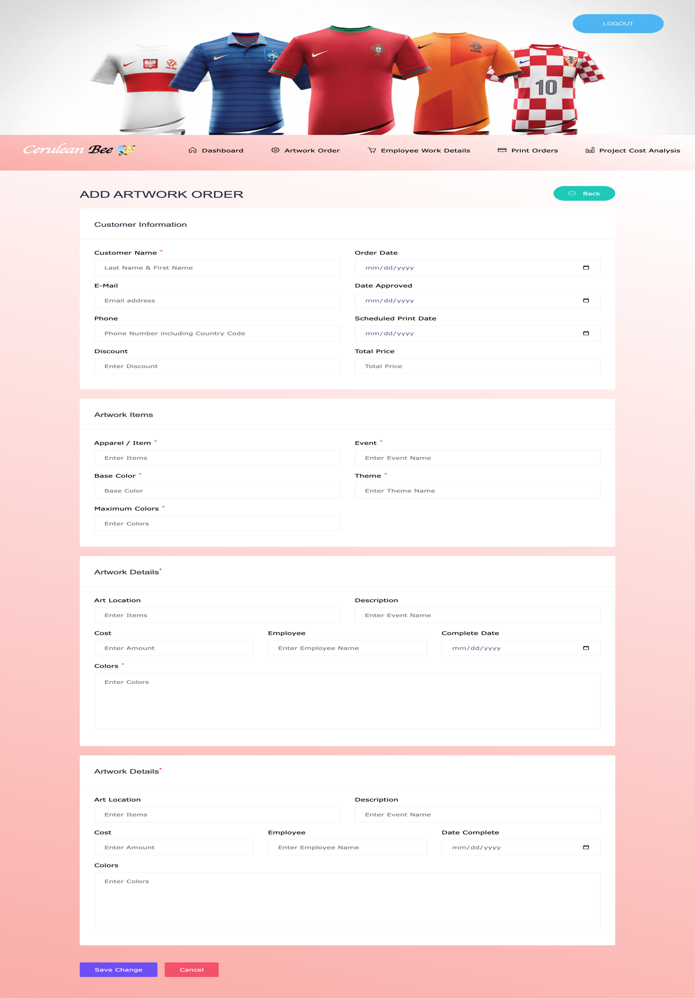 LOGOUT
POLSKA
FFF
KNVB
10
Cerulean Bee
Dashboard
Artwork Order
Employee Work Details
Print Orders
Project Cost Analysis
ADD ARTWORK ORDER
Back
Customer Information
Customer Name *
Order Date
Last Name & First Name
mm/dd/yyyy
E-Mail
Date Approved
Email address
mm/dd/yyyy
Phone
Scheduled Print Date
Phone Number including Country Code
mm/dd/yyyy
Discount
Total Price
Enter Discount
Total Price
Artwork Items
Apparel / Item *
Event *
Enter Items
Enter Event Name
Base Color *
Theme *
Base Color
Enter Theme Name
Maximum Colors *
Enter Colors
Artwork Details*
Art Location
Description
Enter Items
Enter Event Name
Cost
Employee
Complete Date
Enter Amount
Enter Employee Name
mm/dd/yyyy
Colors *
Enter Colors
Artwork Details*
Art Location
Description
Enter Items
Enter Event Name
Cost
Employee
Date Complete
Enter Amount
Enter Employee Name
mm/dd/yyyy
Colors
Enter Colors
Save Change
Cancel